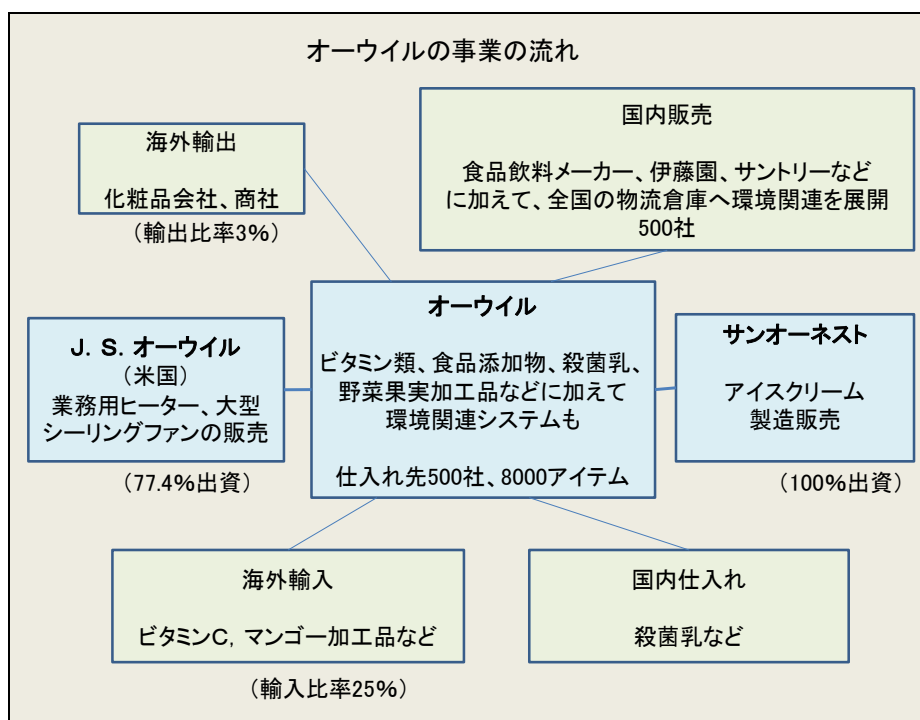 オーウイルの事業の流れ
海外輸出
化粧品会社、商社
（輸出比率3％）
国内販売
食品飲料メーカー、伊藤園、サントリーなど
に加えて、全国の物流倉庫へ環境関連を展開
500社
J．S．オーウイル
（米国）
業務用ヒーター、大型
シーリングファンの販売
（77.4％出資）
オーウイル
ビタミン類、食品添加物、殺菌乳、
野菜果実加工品などに加えて
環境関連システムも
仕入れ先500社、8000アイテム
サンオーネスト
アイスクリーム
製造販売
（100％出資）
海外輸入
ビタミンC，マンゴー加工品など
（輸入比率25％）
国内仕入れ
殺菌乳など